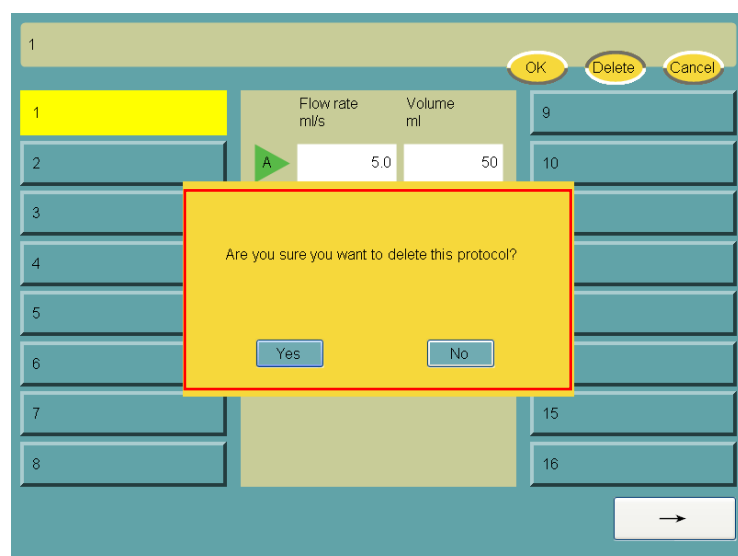 1
OK Delete Cancel
1
2
3
4
5
6
7
8
Flow rate Volume
ml/s ml
A 5.0 50
Are you sure you want to delete this protocol?
Yes No
9
10
15
16
→